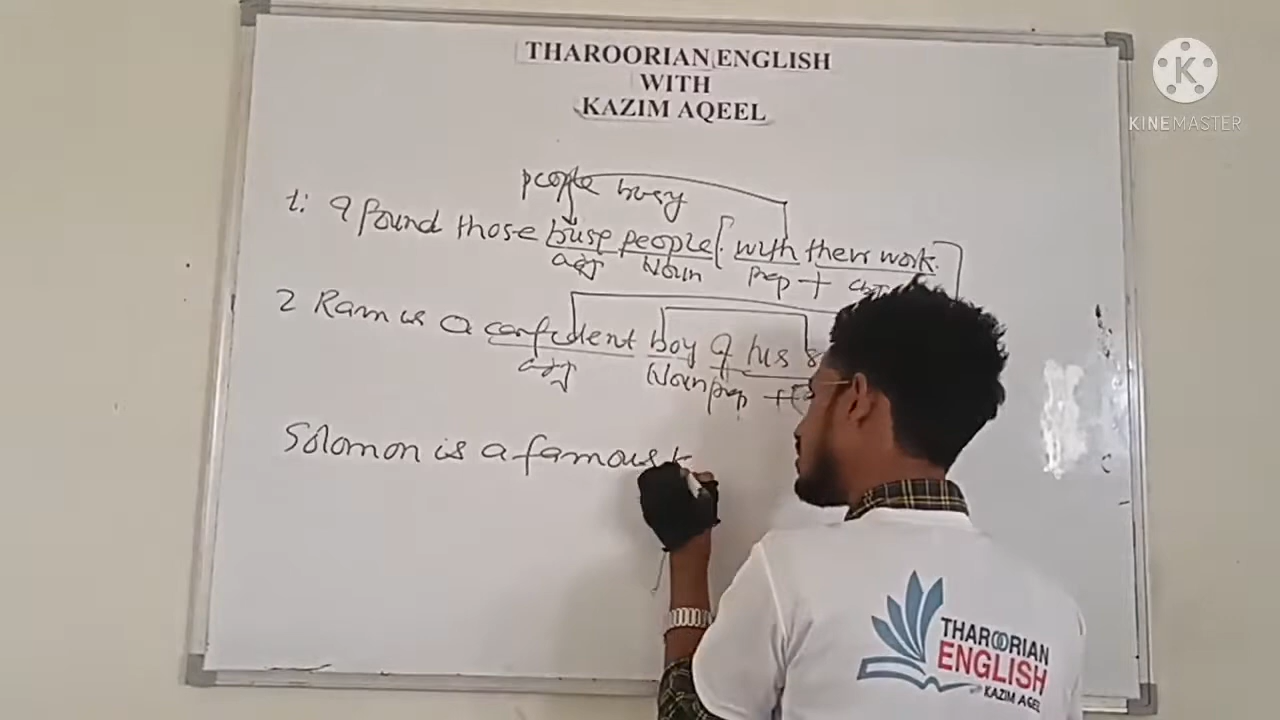 THAROORIAN ENGLISH
WITH
KAZIM AQEEL
KINEMASTER
people busy
1: I found those busy people with their work.
adj Noun prep +
2 Ram is a confident boy of his
adj Noun prep +
Solomon is a famous
THAROORIAN
ENGLISH
KAZIM AQEEL